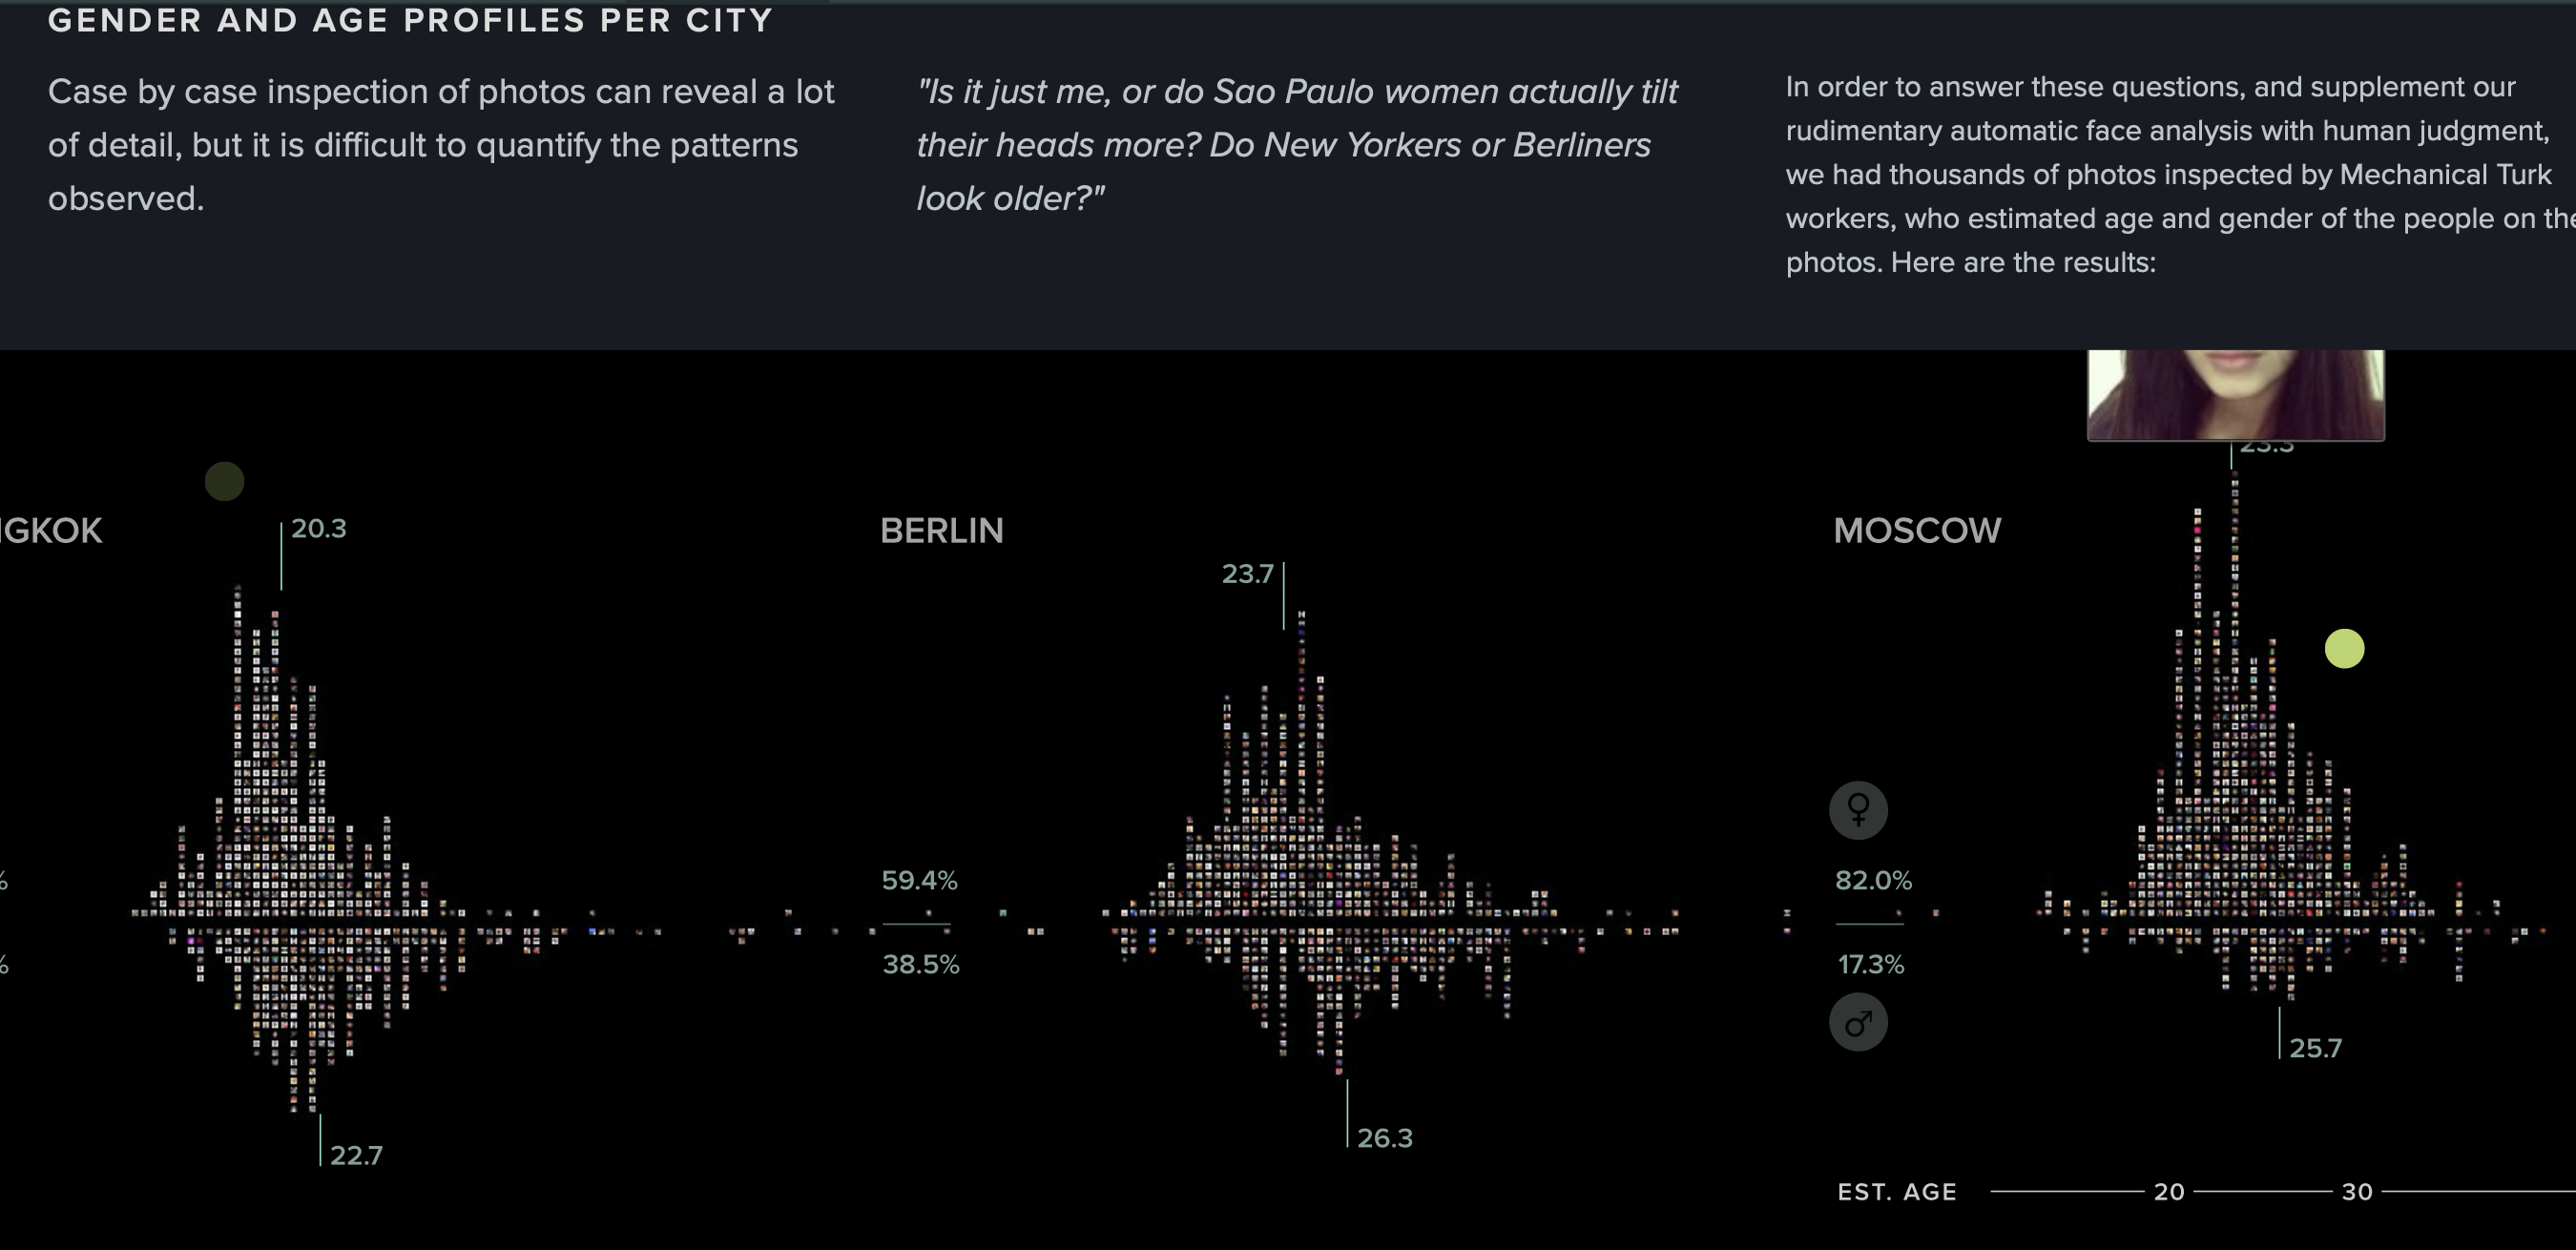 GENDER AND AGE PROFILES PER CITY
Case by case inspection of photos can reveal a lot
of detail, but it is difficult to quantify the patterns
observed.
"Is it just me, or do Sao Paulo women actually tilt
their heads more? Do New Yorkers or Berliners
look older?"
In order to answer these questions, and supplement our
rudimentary automatic face analysis with human judgment,
we had thousands of photos inspected by Mechanical Turk
workers, who estimated age and gender of the people on the
photos. Here are the results:
GKOK
20.3
%
%
22.7
BERLIN
23.7
59.4%
38.5%
26.3
MOSCOW
23.3
82.0%
17.3%
25.7
EST. AGE 20 30